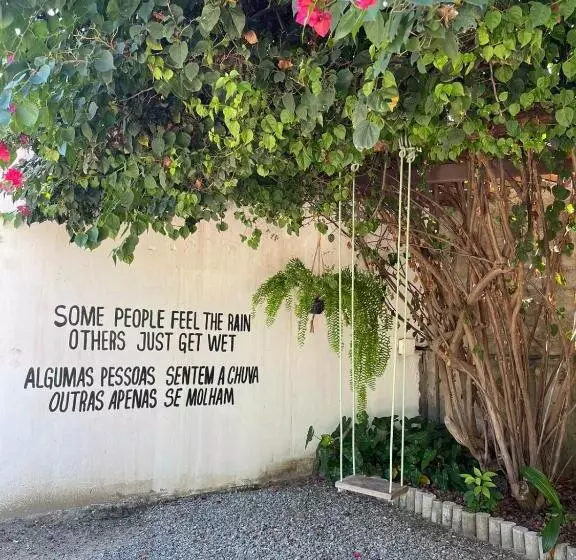 SOME PEOPLE FEEL THE RAIN
OTHERS JUST GET WET
ALGUMAS PESSOAS SENTEM A CHUVA
OUTRAS APENAS SE MOLHAM